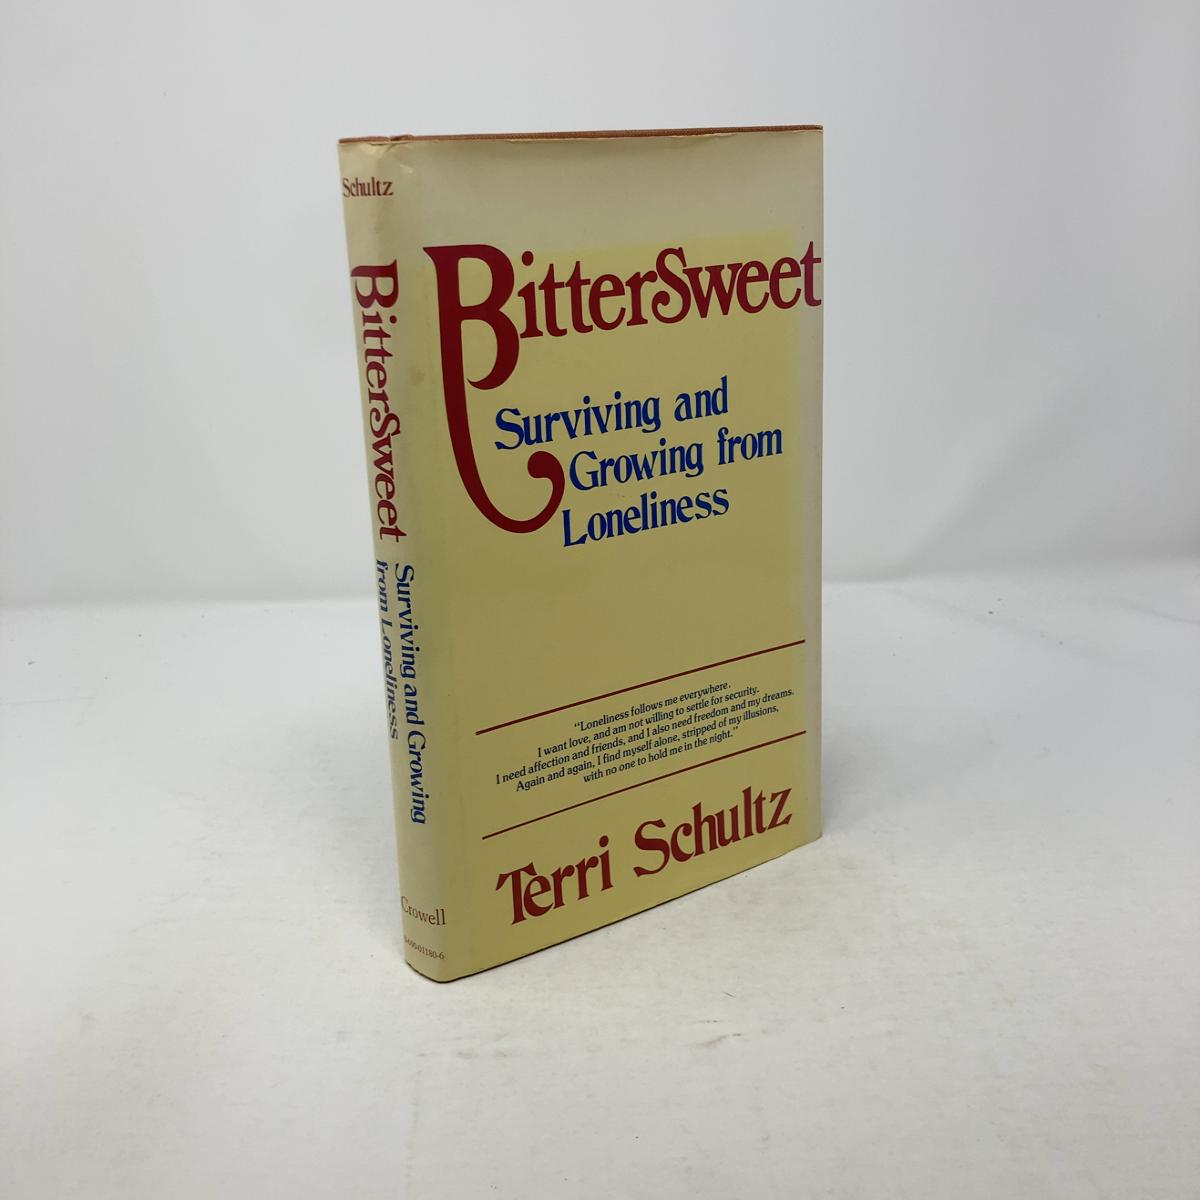 Schultz
BitterSweet
Surviving and Growing
from Loneliness
Crowell
BitterSweet
Surviving and
Growing from
Loneliness
“Loneliness follows me everywhere.
I want love, and am not willing to settle for security.
I need affection and friends, and I also need freedom and my dreams.
Again and again, I find myself alone, stripped of my illusions,
with no one to hold me in the night.”
Terri Schultz